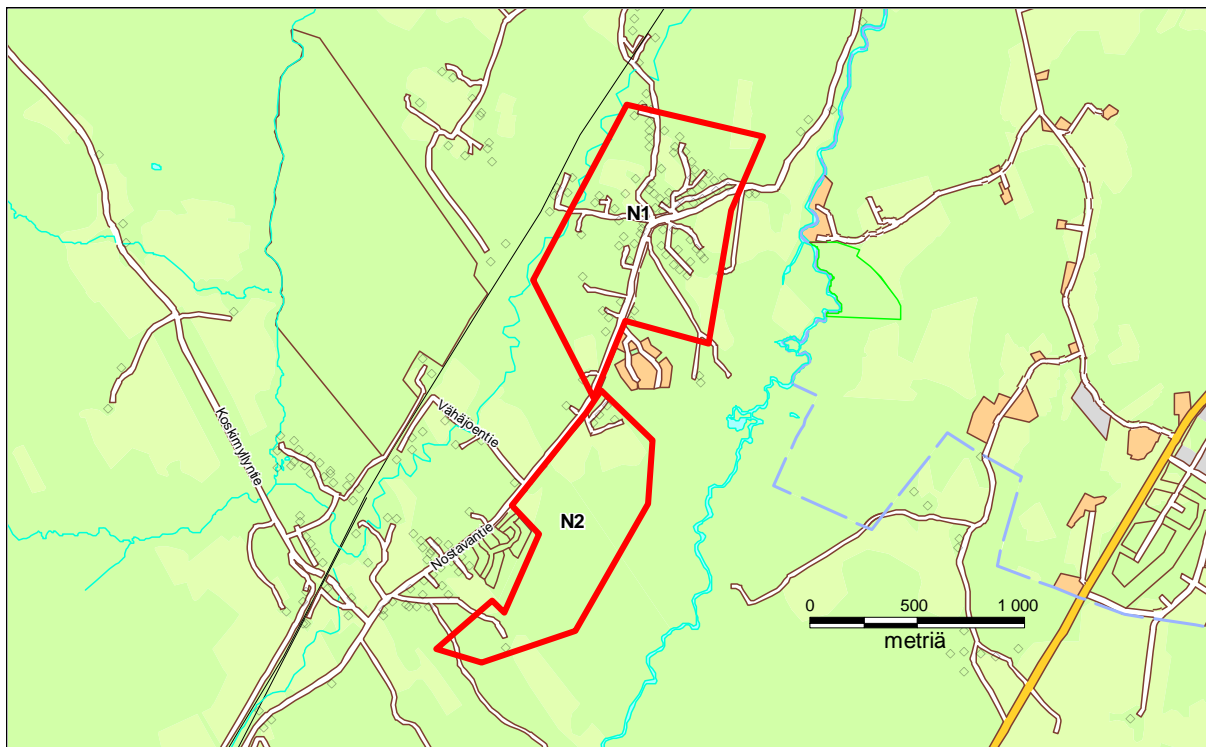 N1
Vähäjoentie
Koskimyllyntie
N2
Nostavantie
0 500 1 000
metriä